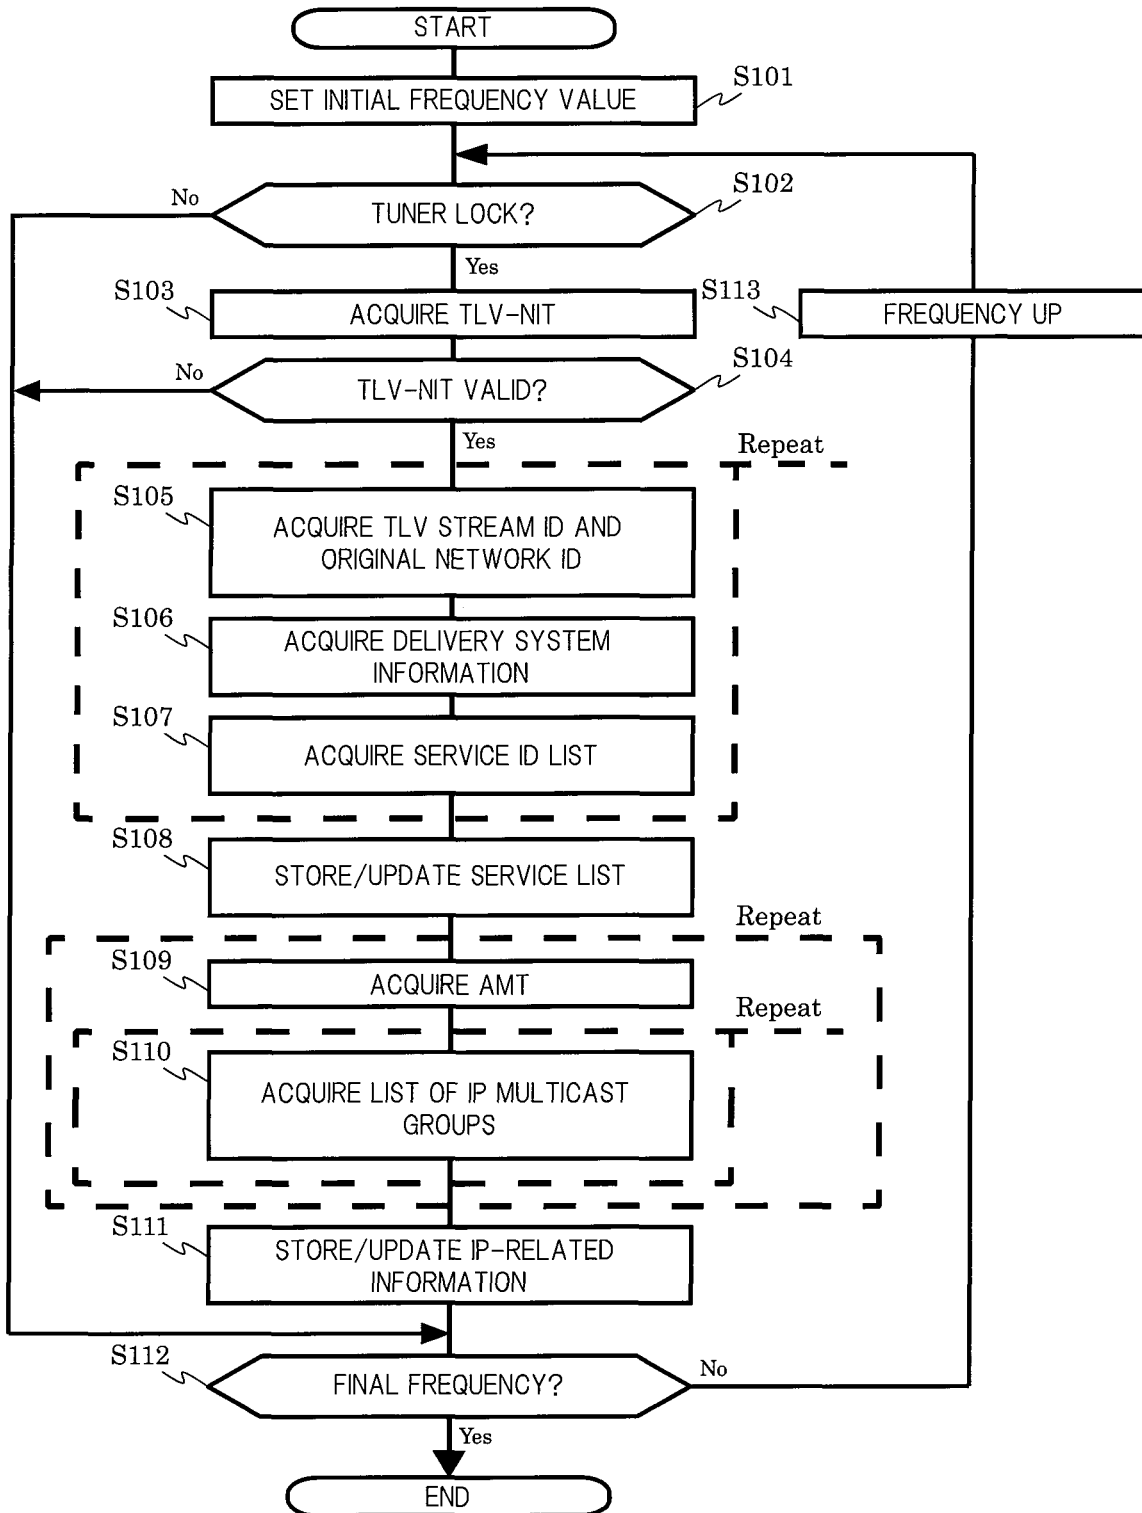 START
S101
SET INITIAL FREQUENCY VALUE
S102
No
TUNER LOCK?
Yes
S103
ACQUIRE TLV-NIT
S113
FREQUENCY UP
S104
No
TLV-NIT VALID?
Yes
Repeat
S105
ACQUIRE TLV STREAM ID AND
ORIGINAL NETWORK ID
S106
ACQUIRE DELIVERY SYSTEM
INFORMATION
S107
ACQUIRE SERVICE ID LIST
S108
STORE/UPDATE SERVICE LIST
Repeat
S109
ACQUIRE AMT
Repeat
S110
ACQUIRE LIST OF IP MULTICAST
GROUPS
S111
STORE/UPDATE IP-RELATED
INFORMATION
S112
FINAL FREQUENCY?
No
Yes
END